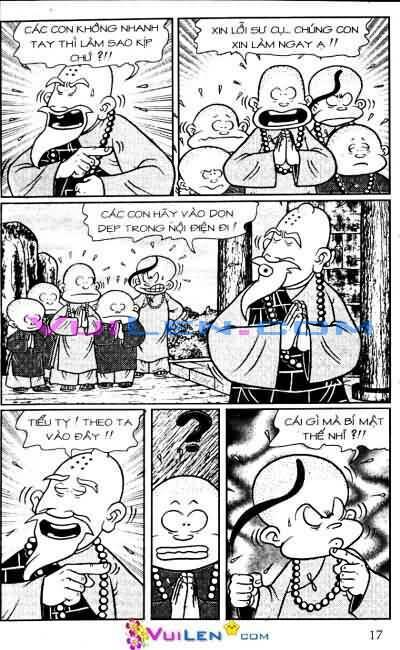 CÁC CON KHÔNG NHANH
TAY THÌ LÀM SAO KỊP
CHỨ ?!!
XIN LỖI SƯ CỤ... CHÚNG CON
XIN LÀM NGAY Ạ !!
CÁC CON HÃY VÀO DỌN
DẸP TRONG NỘI ĐIỆN ĐI !
VUILEN.COM
TIỂU TỴ ! THEO TA
VÀO ĐÂY !!
?
CÁI GÌ MÀ BÍ MẬT
THẾ NHỈ ?!!
17
VUILEN.COM